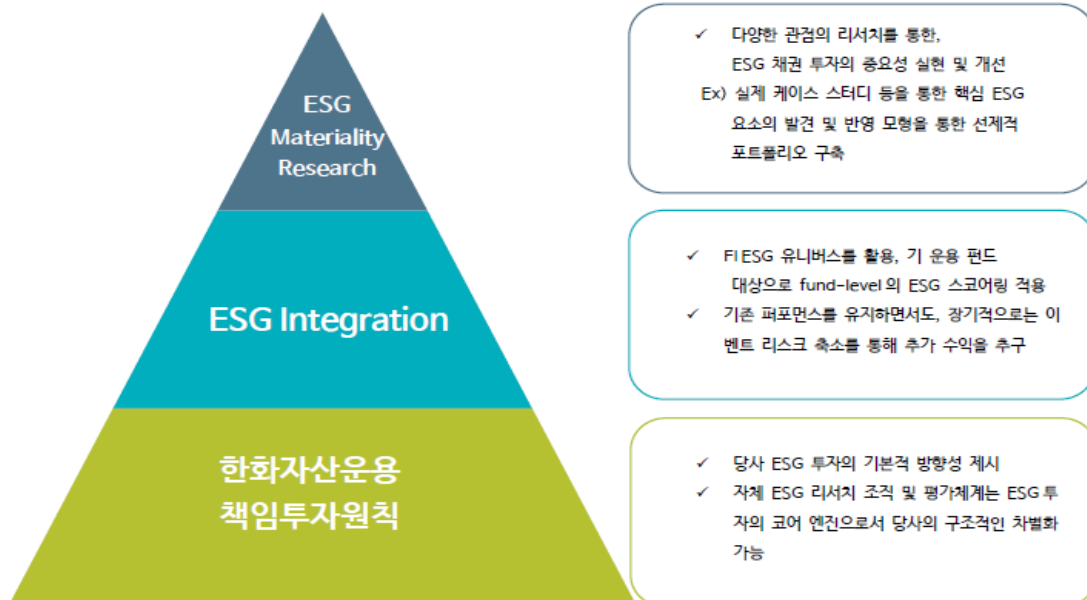 ESG
Materiality
Research
✓ 다양한 관점의 리서치를 통한,
ESG 채권 투자의 중요성 실현 및 개선
Ex) 실제 케이스 스터디 등을 통한 핵심 ESG
요소의 발견 및 반영 모형을 통한 선제적
포트폴리오 구축
ESG Integration
✓ FI ESG 유니버스를 활용, 기 운용 펀드
대상으로 fund-level의 ESG 스코어링 적용
✓ 기존 퍼포먼스를 유지하면서도, 장기적으로는 이
벤트 리스크 축소를 통해 추가 수익을 추구
한화자산운용
책임투자원칙
✓ 당사 ESG 투자의 기본적 방향성 제시
✓ 자체 ESG 리서치 조직 및 평가체계는 ESG 투
자의 코어 엔진으로서 당사의 구조적인 차별화
가능